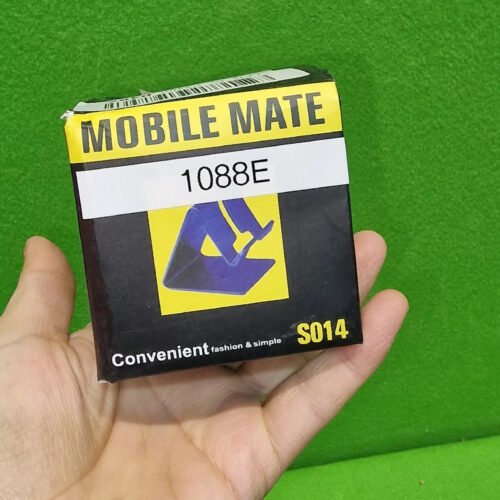 MOBILE MATE
1088E
Convenient fashion & simple
S014